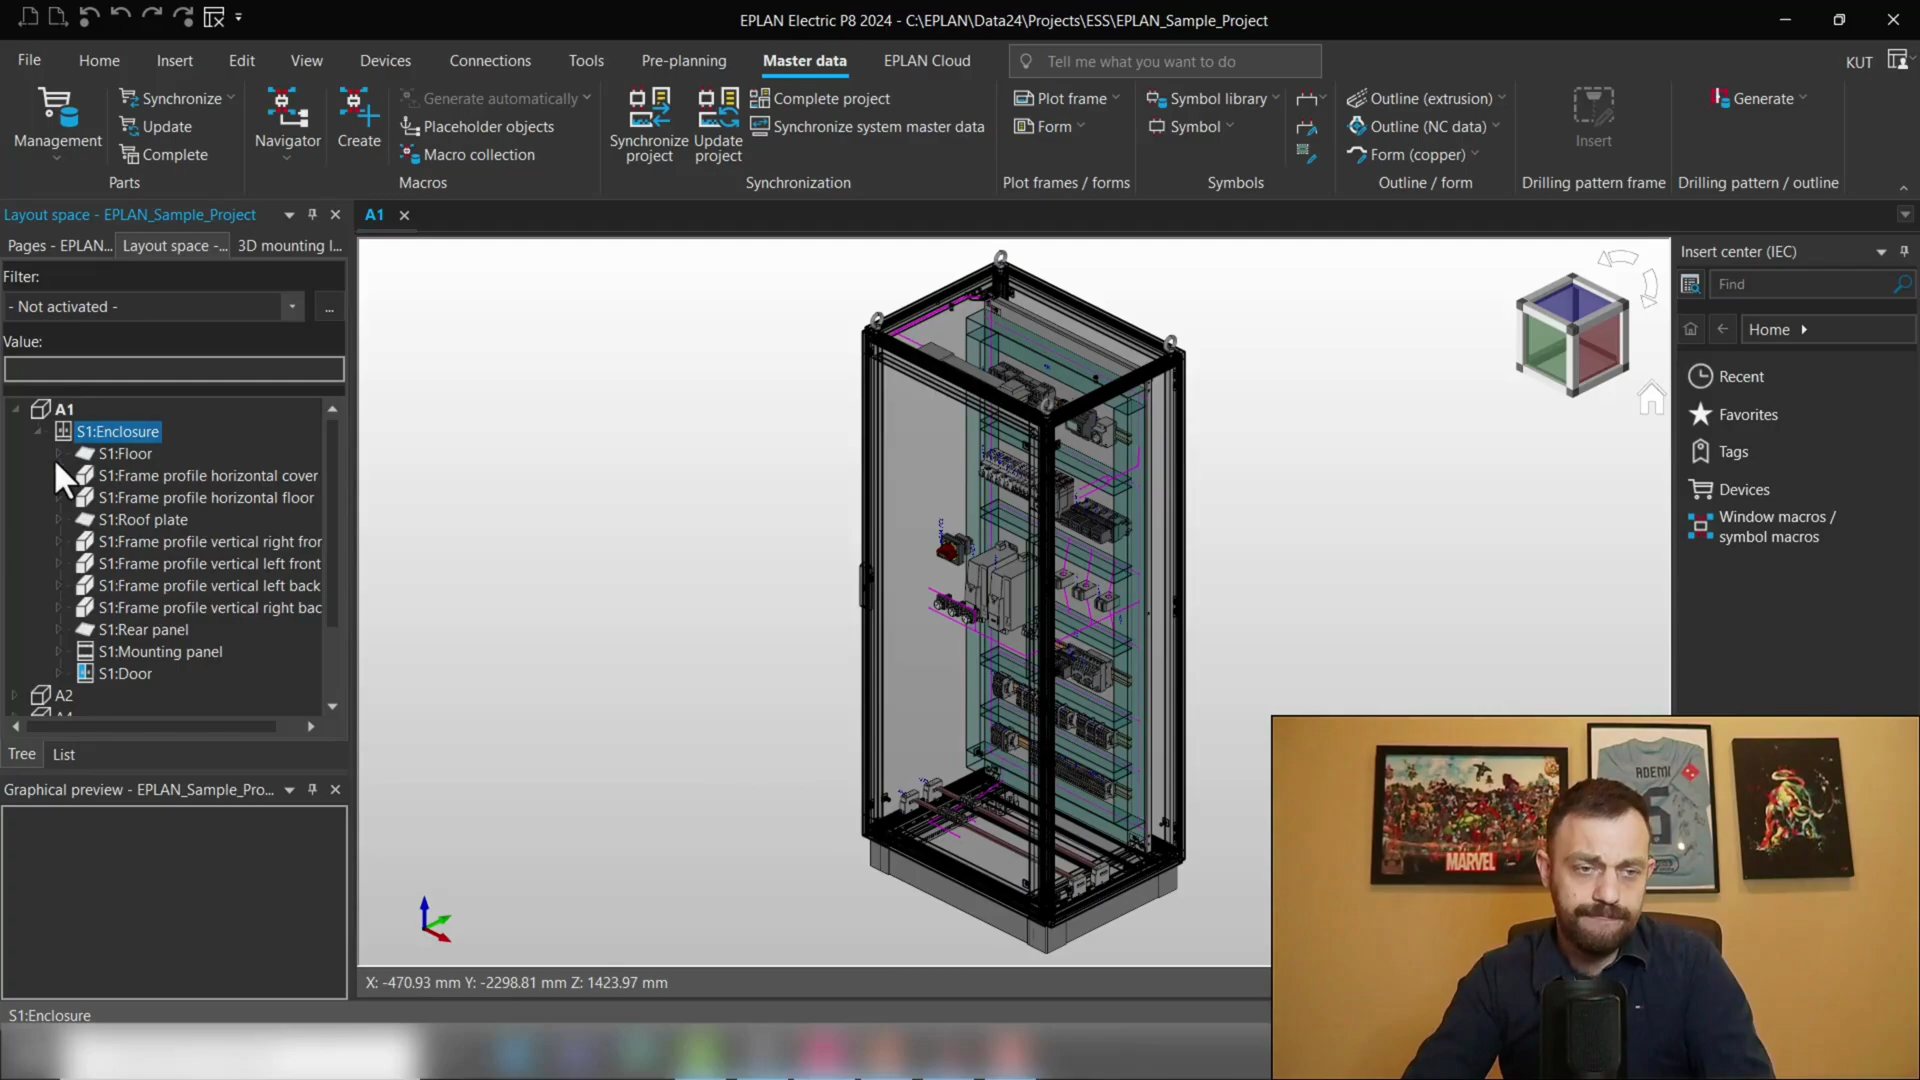 EPLAN Electric P8 2024 - C:\EPLAN\Data24\Projects\ESS\EPLAN_Sample_Project
File Home Insert Edit View Devices Connections Tools Pre-planning Master data EPLAN Cloud Tell me what you want to do KUT
Management
Synchronize
Update
Complete
Parts
Navigator
Create
Generate automatically
Placeholder objects
Macro collection
Macros
Synchronize project
Update project
Complete project
Synchronize system master data
Synchronization
Plot frame
Form
Plot frames / forms
Symbol library
Symbol
Symbols
Outline (extrusion)
Outline (NC data)
Form (copper)
Outline / form
Insert
Drilling pattern frame
Generate
Drilling pattern / outline
Layout space - EPLAN_Sample_Project
Pages - EPLAN... Layout space -... 3D mounting l...
Filter:
- Not activated -
...
Value:
A1
S1:Enclosure
S1:Floor
S1:Frame profile horizontal cover
S1:Frame profile horizontal floor
S1:Roof plate
S1:Frame profile vertical right fror
S1:Frame profile vertical left front
S1:Frame profile vertical left back
S1:Frame profile vertical right bac
S1:Rear panel
S1:Mounting panel
S1:Door
A2
Tree List
Graphical preview - EPLAN_Sample_Pro...
S1:Enclosure
A1
X: -470.93 mm Y: -2298.81 mm Z: 1423.97 mm
Insert center (IEC)
Find
Home
Recent
Favorites
Tags
Devices
Window macros /
symbol macros
MARVEL
ADEMI